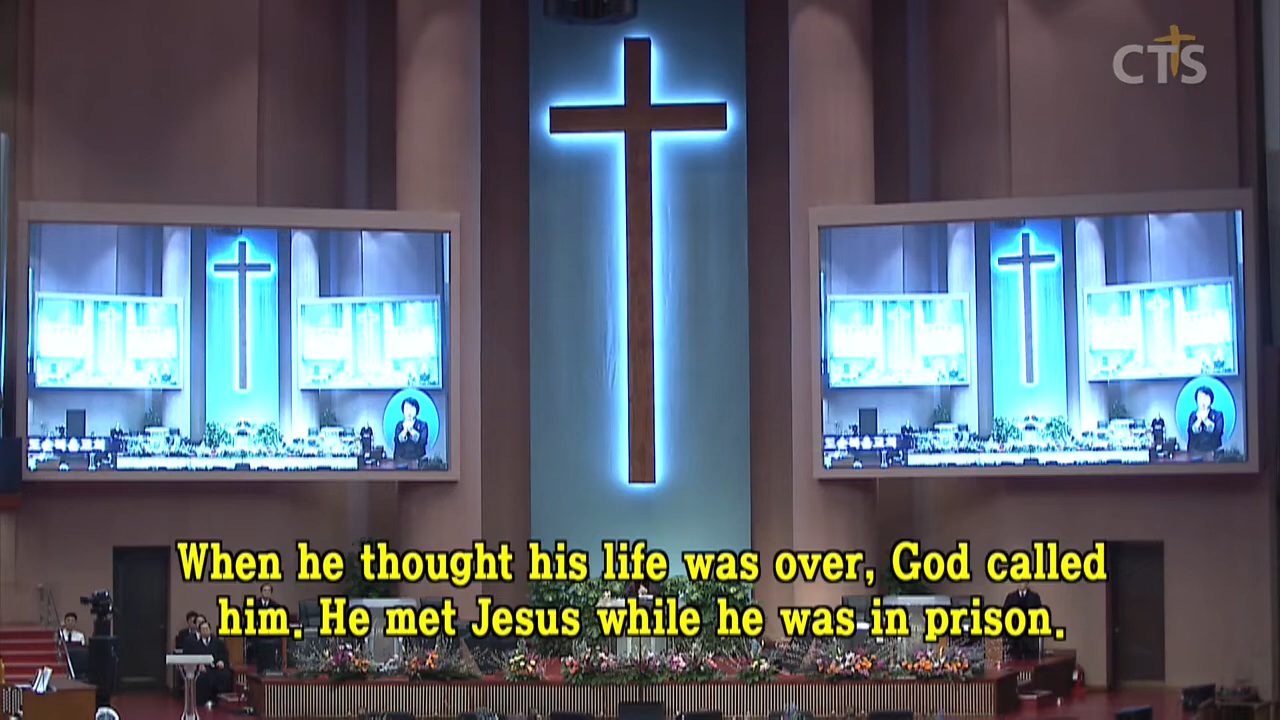 CTS
When he thought his life was over, God called
him. He met Jesus while he was in prison.